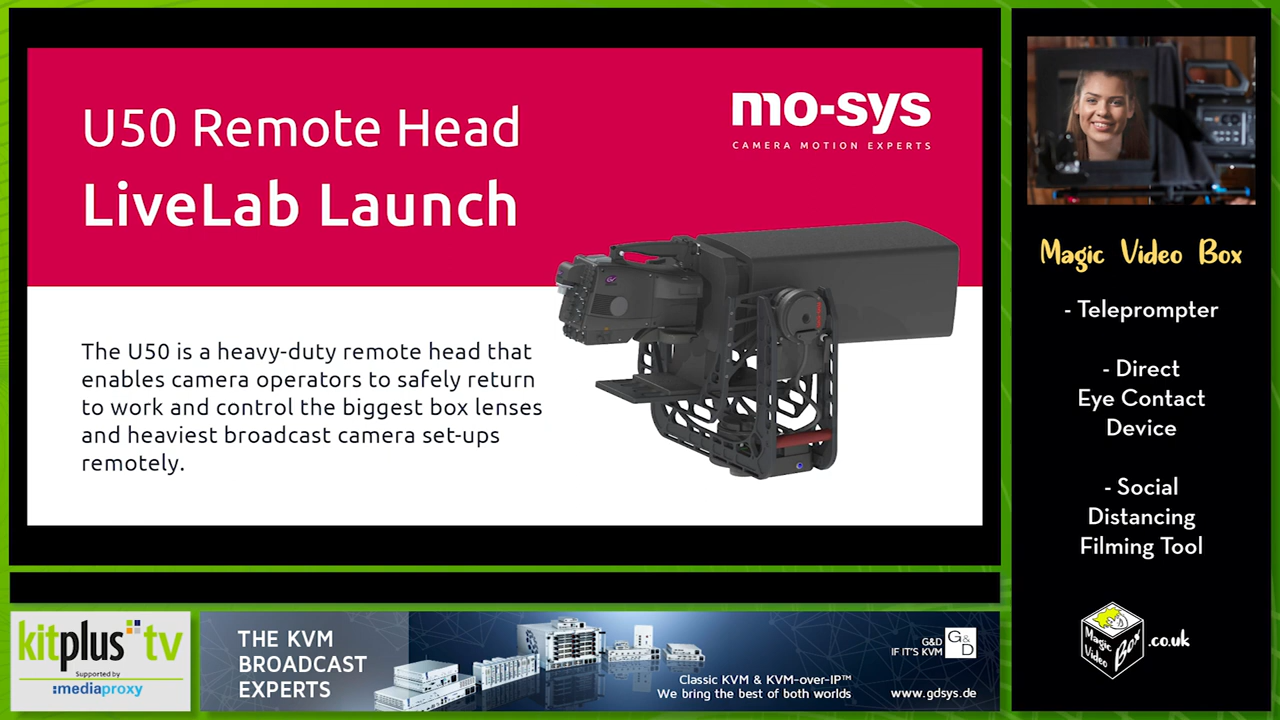 U50 Remote Head
LiveLab Launch
mo-sys
CAMERA MOTION EXPERTS
The U50 is a heavy-duty remote head that
enables camera operators to safely return
to work and control the biggest box lenses
and heaviest broadcast camera set-ups
remotely.
Magic Video Box
- Teleprompter
- Direct
Eye Contact
Device
- Social
Distancing
Filming Tool
Magic
Video
Box
.co.uk
kitplus tv
Supported by
:mediaproxy
THE KVM
BROADCAST
EXPERTS
G&D
IF IT'S KVM
G&
D
Classic KVM & KVM-over-IP™
We bring the best of both worlds
www.gdsys.de